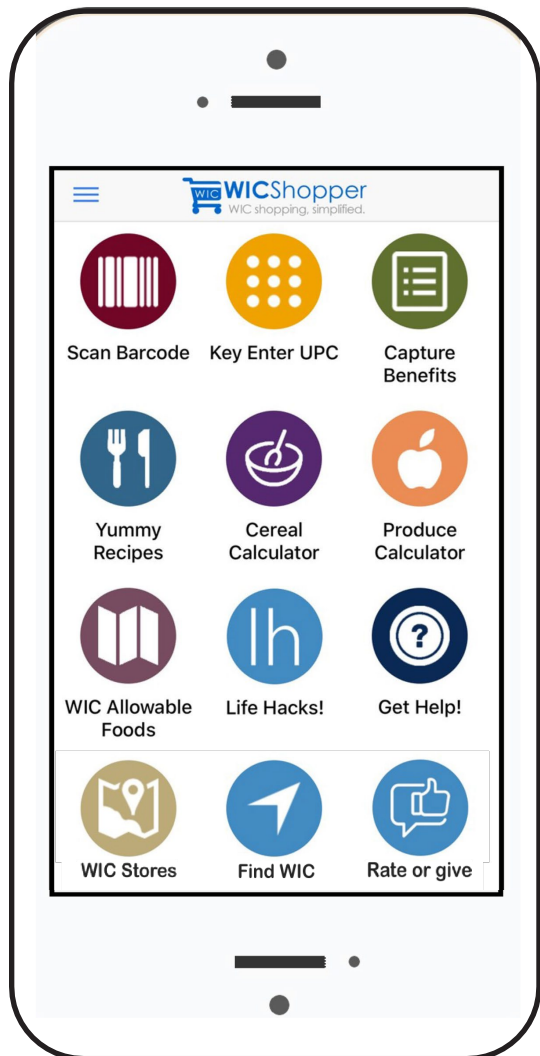 WIC WICShopper
WIC shopping, simplified.
Scan Barcode
Key Enter UPC
Capture
Benefits
Yummy
Recipes
Cereal
Calculator
Produce
Calculator
WIC Allowable
Foods
lh
Life Hacks!
?
Get Help!
WIC Stores
Find WIC
Rate or give